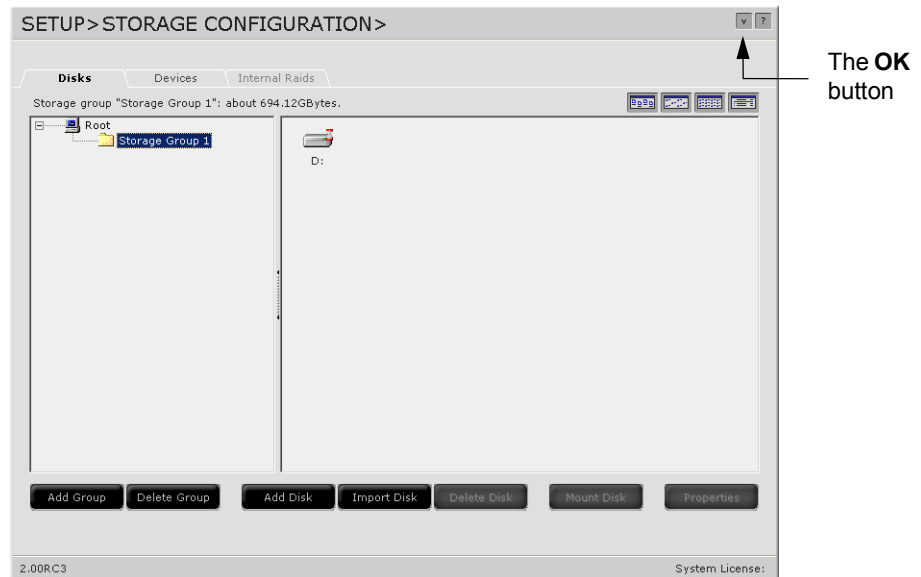 SETUP>STORAGE CONFIGURATION>
v ?
The OK
button
Disks Devices Internal Raids
Storage group "Storage Group 1": about 694.12GBytes.
Root
Storage Group 1
D:
Add Group Delete Group Add Disk Import Disk Delete Disk Mount Disk Properties
2.00RC3 System License: